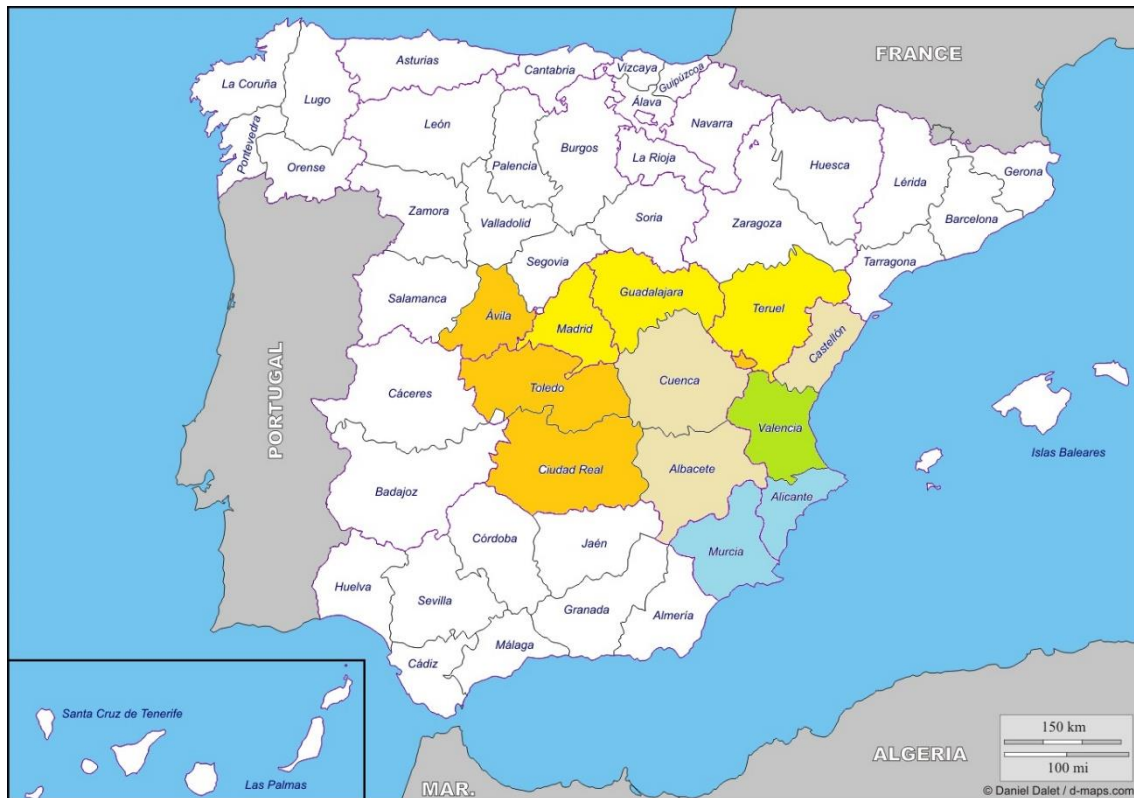 FRANCE
Asturias
Cantabria
Vizcaya
Guipúzcoa
La Coruña
Lugo
Álava
Navarra
León
Pontevedra
Orense
Palencia
Burgos
La Rioja
Huesca
Lérida
Gerona
Zamora
Valladolid
Soria
Zaragoza
Barcelona
Segovia
Tarragona
Salamanca
Ávila
Madrid
Guadalajara
Teruel
Castellón
PORTUGAL
Cáceres
Toledo
Cuenca
Valencia
Islas Baleares
Badajoz
Ciudad Real
Albacete
Alicante
Córdoba
Jaén
Murcia
Huelva
Sevilla
Granada
Almería
Málaga
Cádiz
Santa Cruz de Tenerife
Las Palmas
MAR.
ALGERIA
150 km
100 mi
© Daniel Dalet / d-maps.com